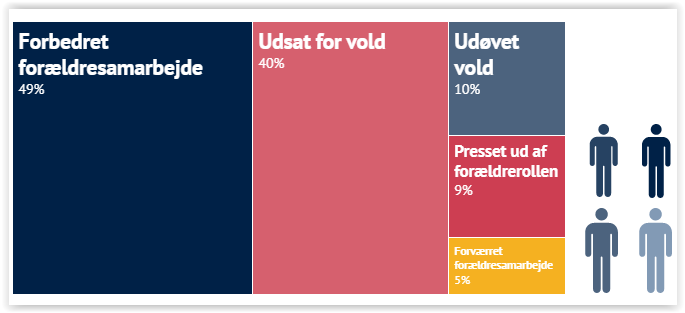 Forbedret
forældresamarbejde
49%
Udsat for vold
40%
Udøvet
vold
10%
Presset ud af
forældrerollen
9%
Forværret
forældresamarbejde
5%